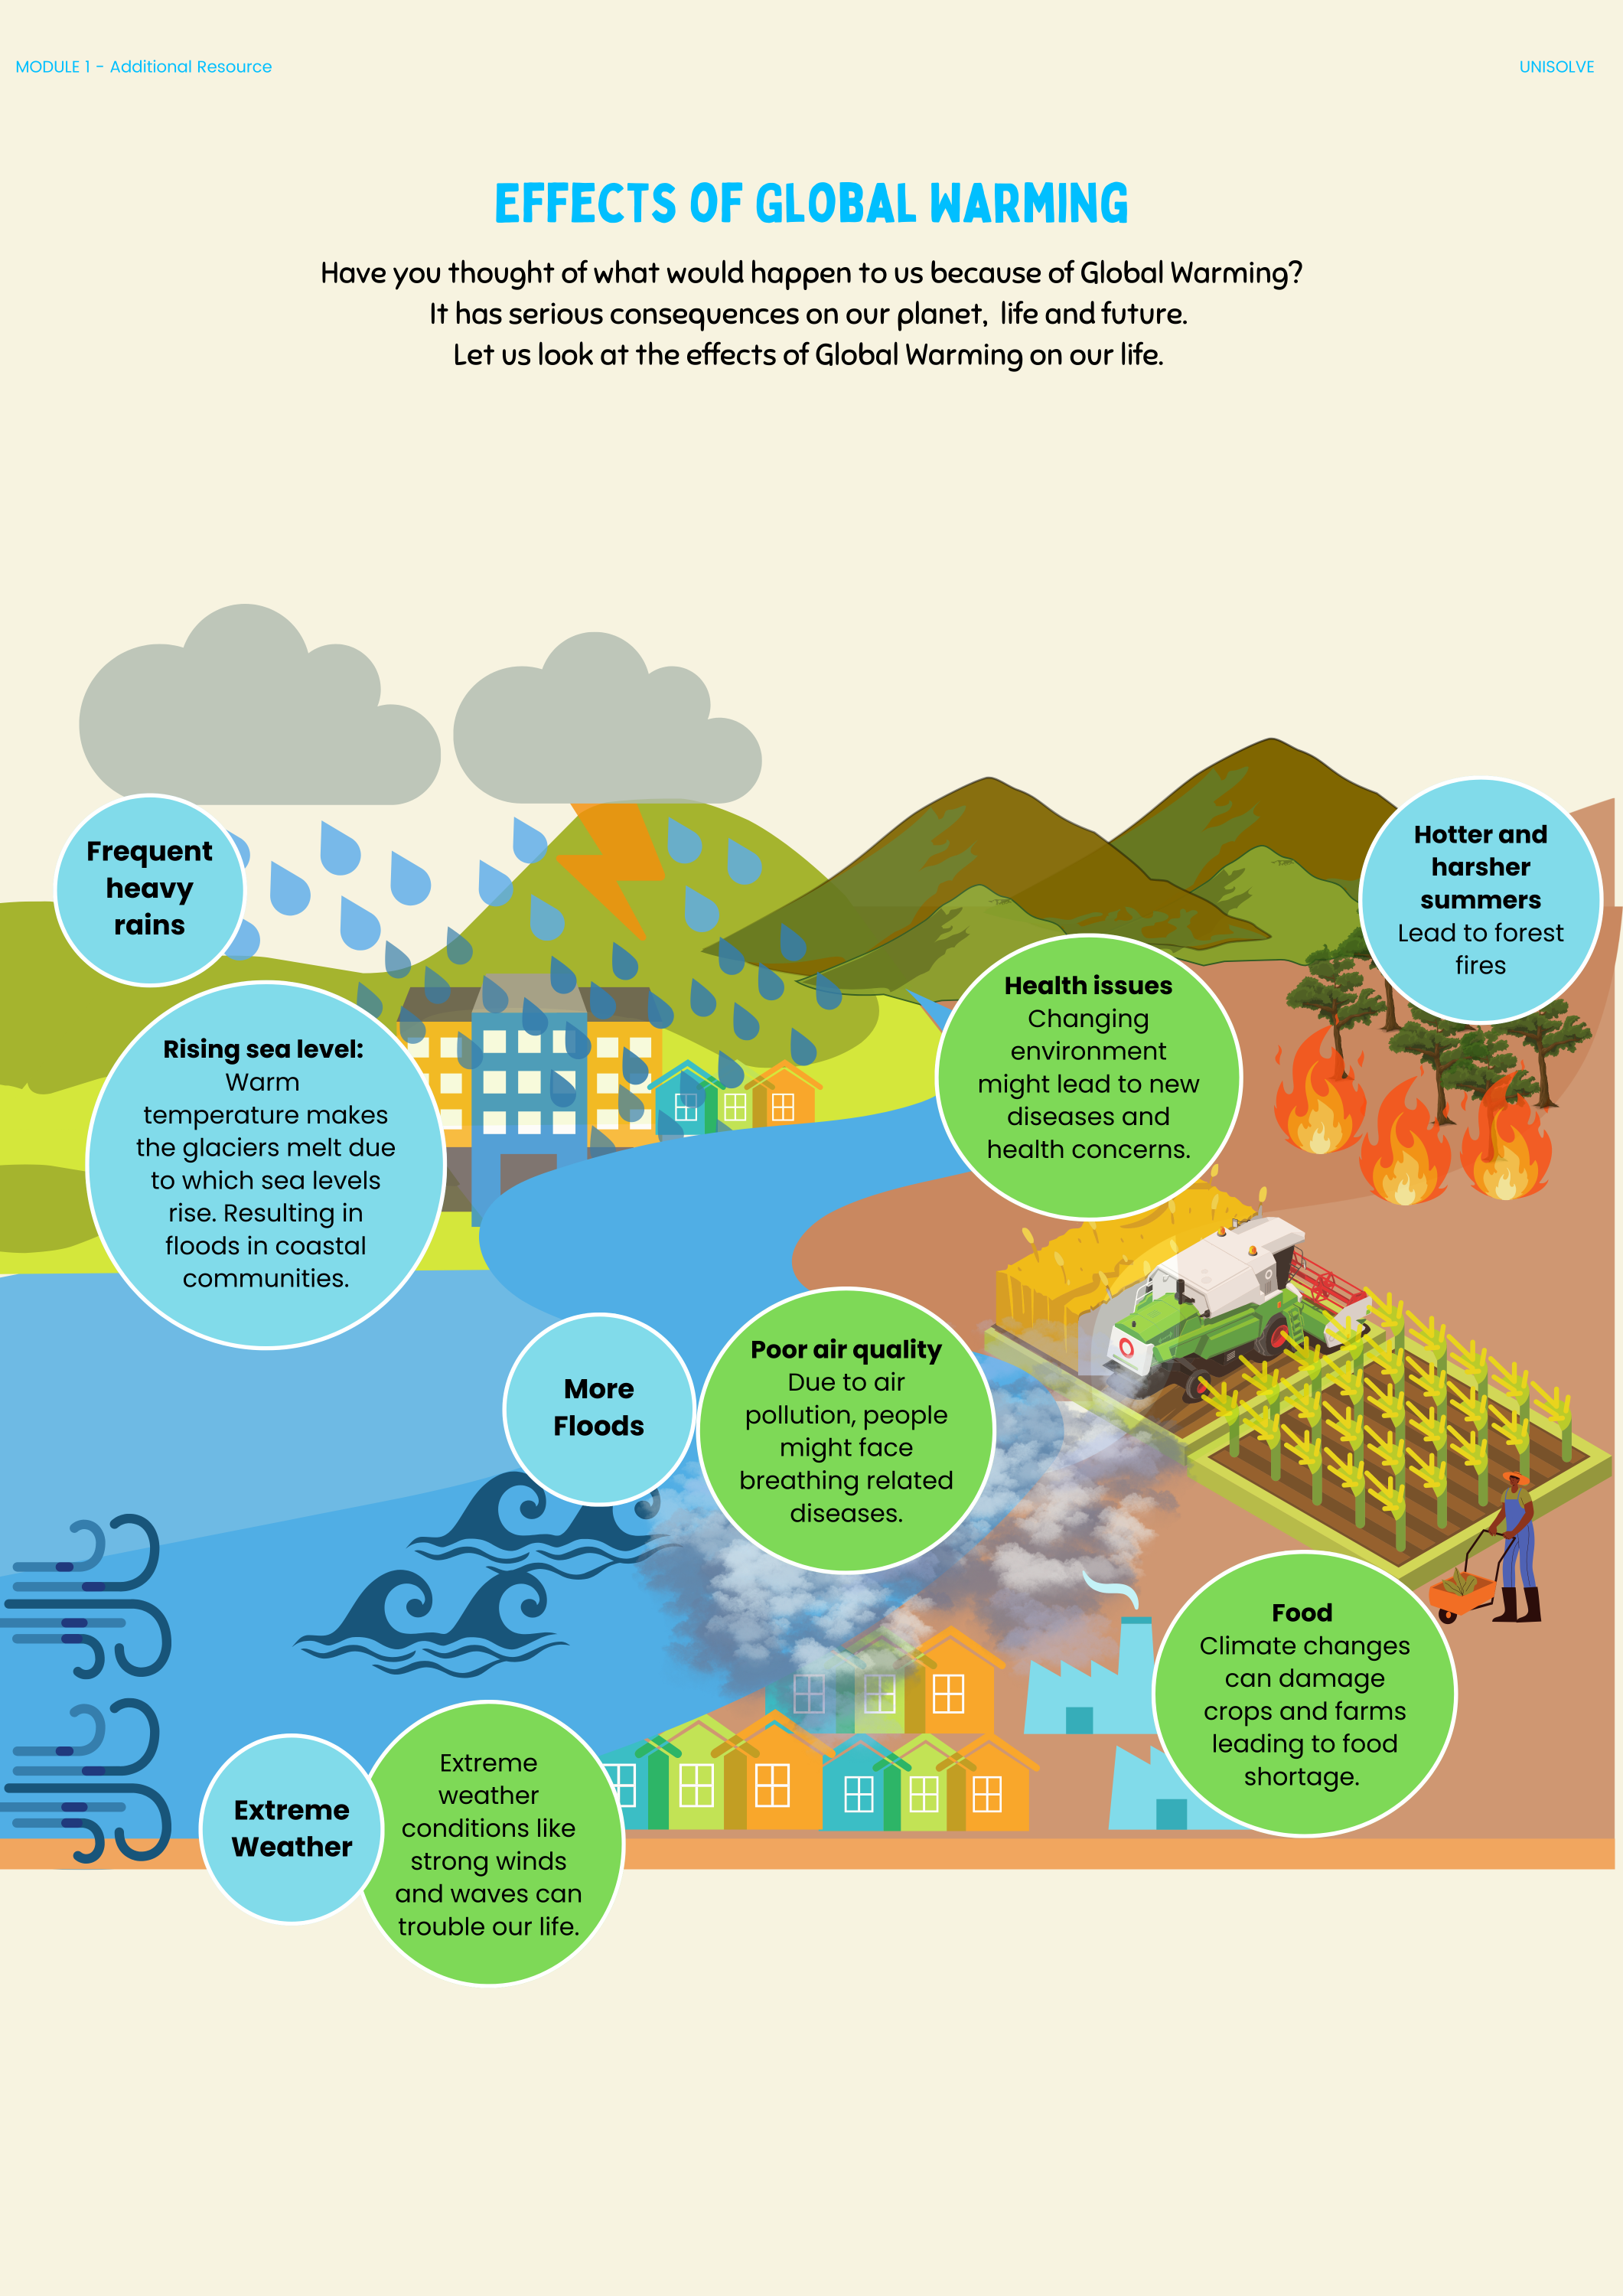 MODULE 1 - Additional Resource
UNISOLVE
EFFECTS OF GLOBAL WARMING
Have you thought of what would happen to us because of Global Warming?
It has serious consequences on our planet, life and future.
Let us look at the effects of Global Warming on our life.
Frequent
heavy
rains
Hotter and
harsher
summers
Lead to forest
fires
Rising sea level:
Warm
temperature makes
the glaciers melt due
to which sea levels
rise. Resulting in
floods in coastal
communities.
Health issues
Changing
environment
might lead to new
diseases and
health concerns.
More
Floods
Poor air quality
Due to air
pollution, people
might face
breathing related
diseases.
Food
Climate changes
can damage
crops and farms
leading to food
shortage.
Extreme
Weather
Extreme
weather
conditions like
strong winds
and waves can
trouble our life.